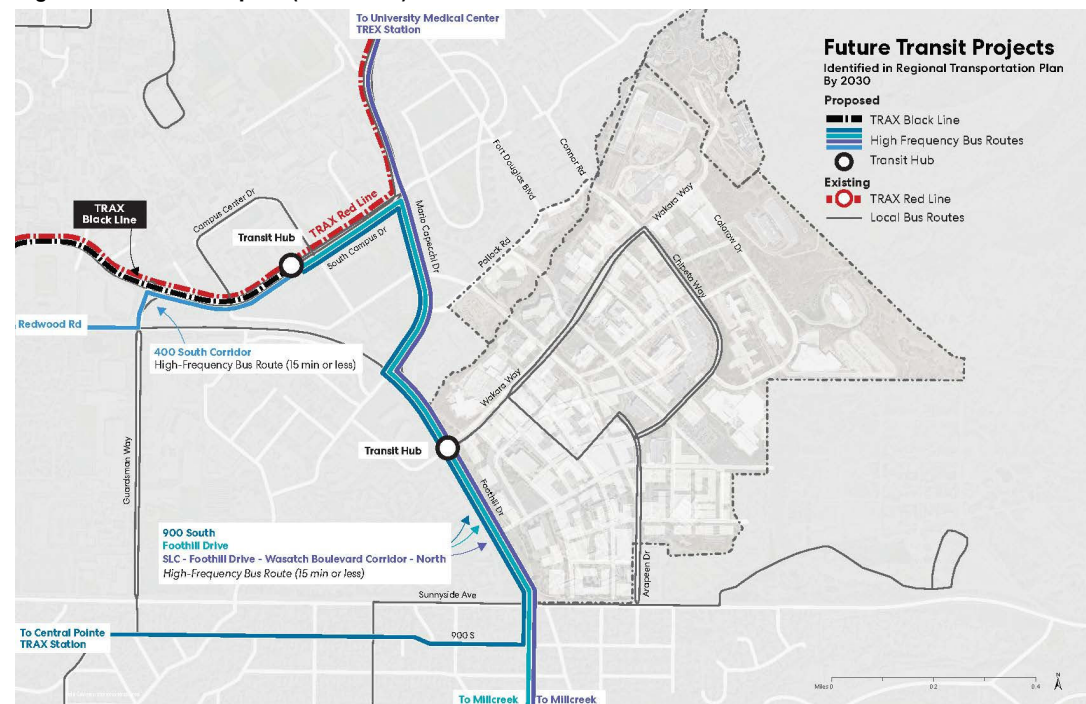 To University Medical Center
TREX Station
Future Transit Projects
Identified in Regional Transportation Plan
By 2030
Proposed
TRAX Black Line
High Frequency Bus Routes
Transit Hub
Existing
TRAX Red Line
Local Bus Routes
Fort Douglas Blvd
Connor Rd
Wakara Way
Colorow Dr
Chipeta Way
Pollock Rd
Mario Capecchi Dr
Campus Center Dr
TRAX
Black Line
Transit Hub
TRAX Red Line
South Campus Dr
Redwood Rd
400 South Corridor
High-Frequency Bus Route (15 min or less)
Wakara Way
Guardsman Way
Transit Hub
Foothill Dr
900 South
Foothill Drive
SLC - Foothill Drive - Wasatch Boulevard Corridor - North
High-Frequency Bus Route (15 min or less)
Arapeen Dr
Sunnyside Ave
To Central Pointe
TRAX Station
900 S
To Millcreek
To Millcreek
Miles 0
0.2
0.4
N